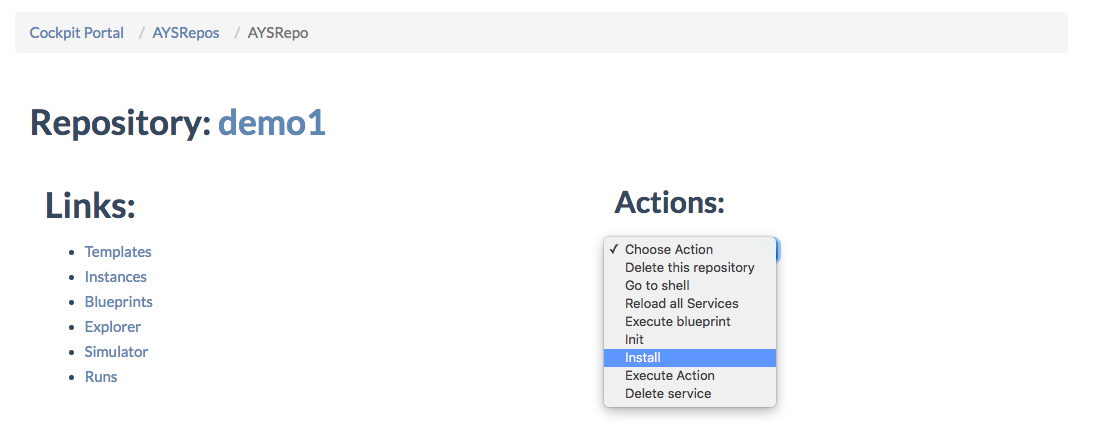 Cockpit Portal / AYSRepos / AYSRepo
Repository: demo1
Links:
Templates
Instances
Blueprints
Explorer
Simulator
Runs
Actions:
✓ Choose Action
Delete this repository
Go to shell
Reload all Services
Execute blueprint
Init
Install
Execute Action
Delete service